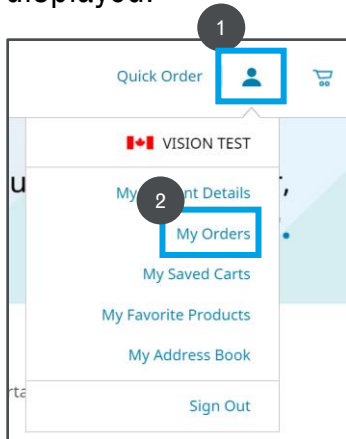 1
Quick Order
VISION TEST
2
My nt Details
My Orders
My Saved Carts
My Favorite Products
My Address Book
Sign Out